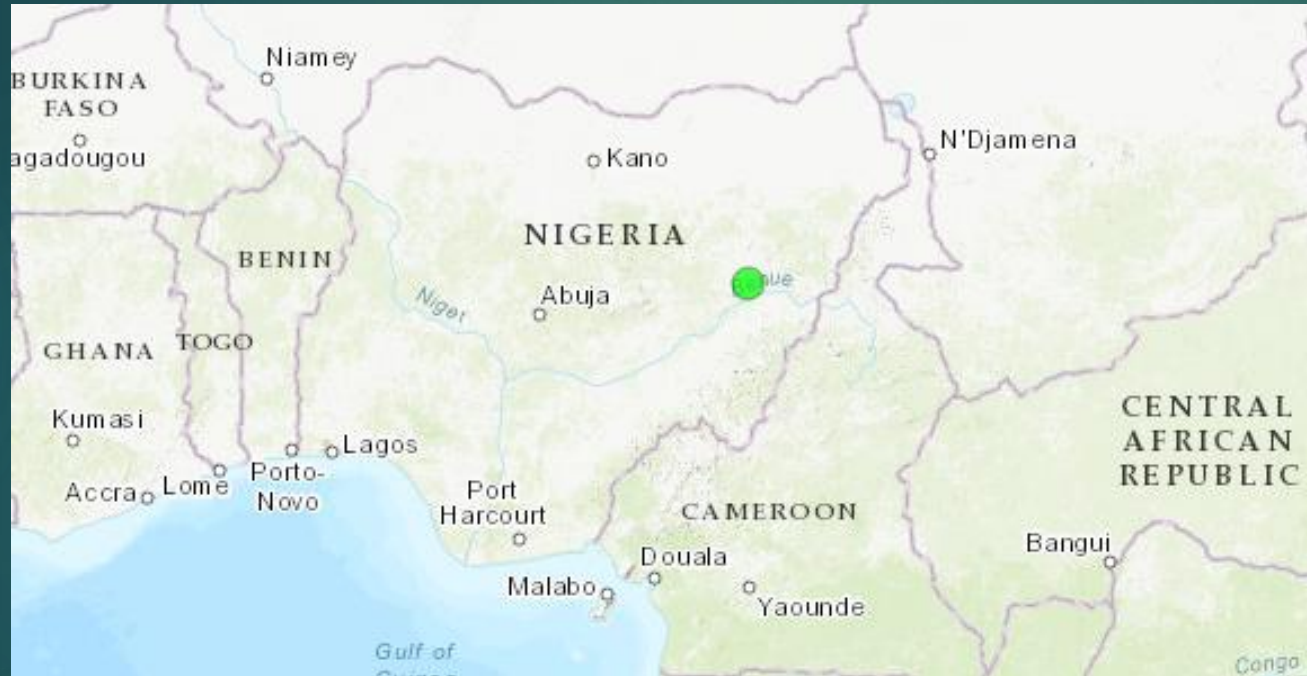 Niamey
BURKINA
FASO
agadougou
Kano
N'Djamena
NIGERIA
BENIN
Niger
Abuja
GHANA
TOGO
CENTRAL
AFRICAN
REPUBLIC
Kumasi
Lagos
Accra
Lome
Porto-
Novo
Port
Harcourt
CAMEROON
Bangui
Douala
Malabo
Yaounde
Gulf of
Congo